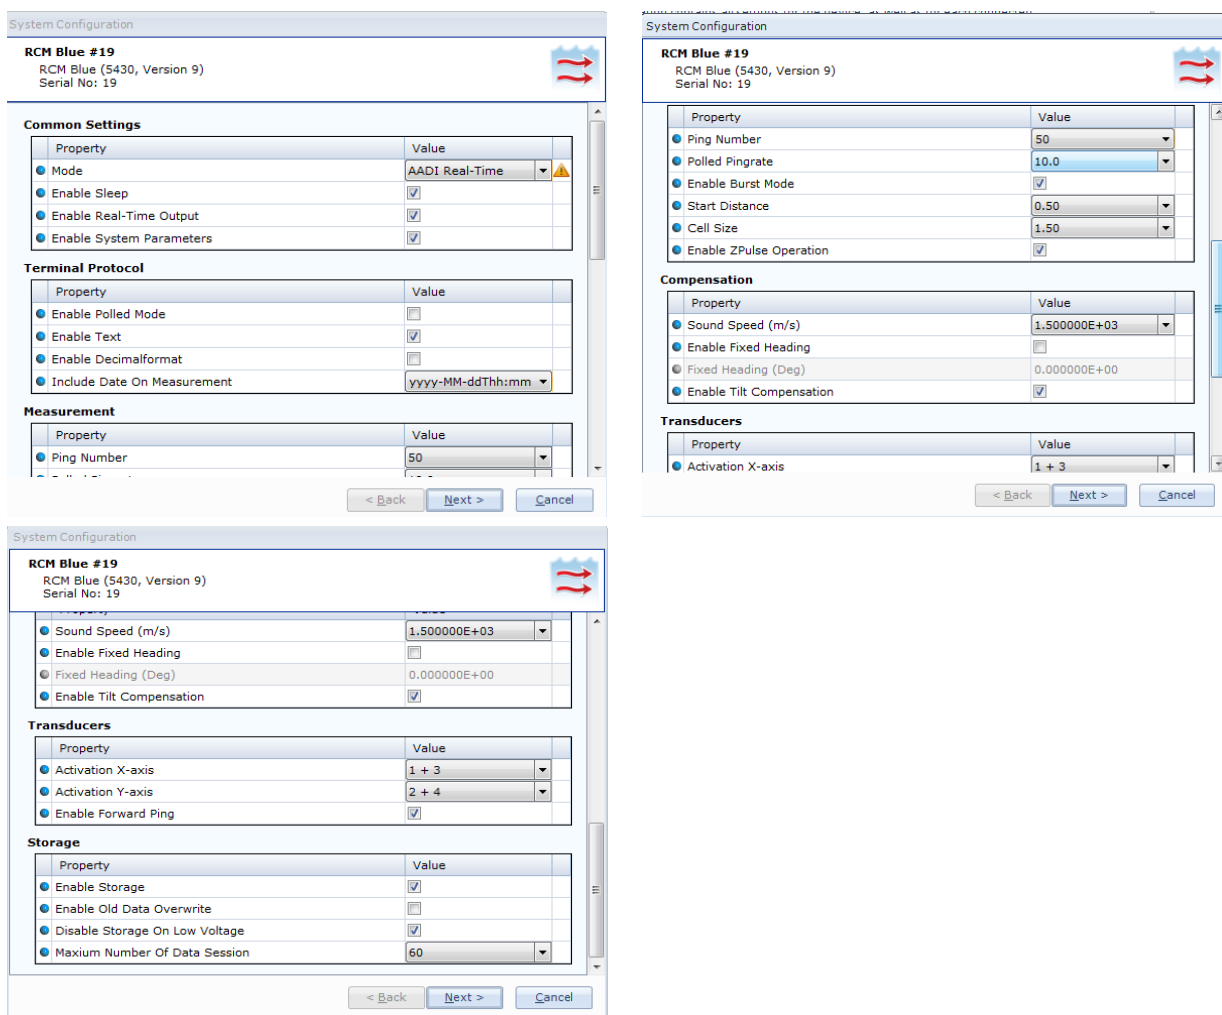 System Configuration
RCM Blue #19
RCM Blue (5430, Version 9)
Serial No: 19
Common Settings
Property Value
Mode AADI Real-Time
Enable Sleep
Enable Real-Time Output
Enable System Parameters
Terminal Protocol
Property Value
Enable Polled Mode
Enable Text
Enable Decimalformat
Include Date On Measurement yyyy-MM-ddThh:mm
Measurement
Property Value
Ping Number 50
< Back Next > Cancel
System Configuration
RCM Blue #19
RCM Blue (5430, Version 9)
Serial No: 19
Property Value
Ping Number 50
Polled Pingrate 10.0
Enable Burst Mode
Start Distance 0.50
Cell Size 1.50
Enable ZPulse Operation
Compensation
Property Value
Sound Speed (m/s) 1.500000E+03
Enable Fixed Heading
Fixed Heading (Deg) 0.000000E+00
Enable Tilt Compensation
Transducers
Property Value
Activation X-axis 1 + 3
< Back Next > Cancel
System Configuration
RCM Blue #19
RCM Blue (5430, Version 9)
Serial No: 19
Sound Speed (m/s) 1.500000E+03
Enable Fixed Heading
Fixed Heading (Deg) 0.000000E+00
Enable Tilt Compensation
Transducers
Property Value
Activation X-axis 1 + 3
Activation Y-axis 2 + 4
Enable Forward Ping
Storage
Property Value
Enable Storage
Enable Old Data Overwrite
Disable Storage On Low Voltage
Maxium Number Of Data Session 60
< Back Next > Cancel